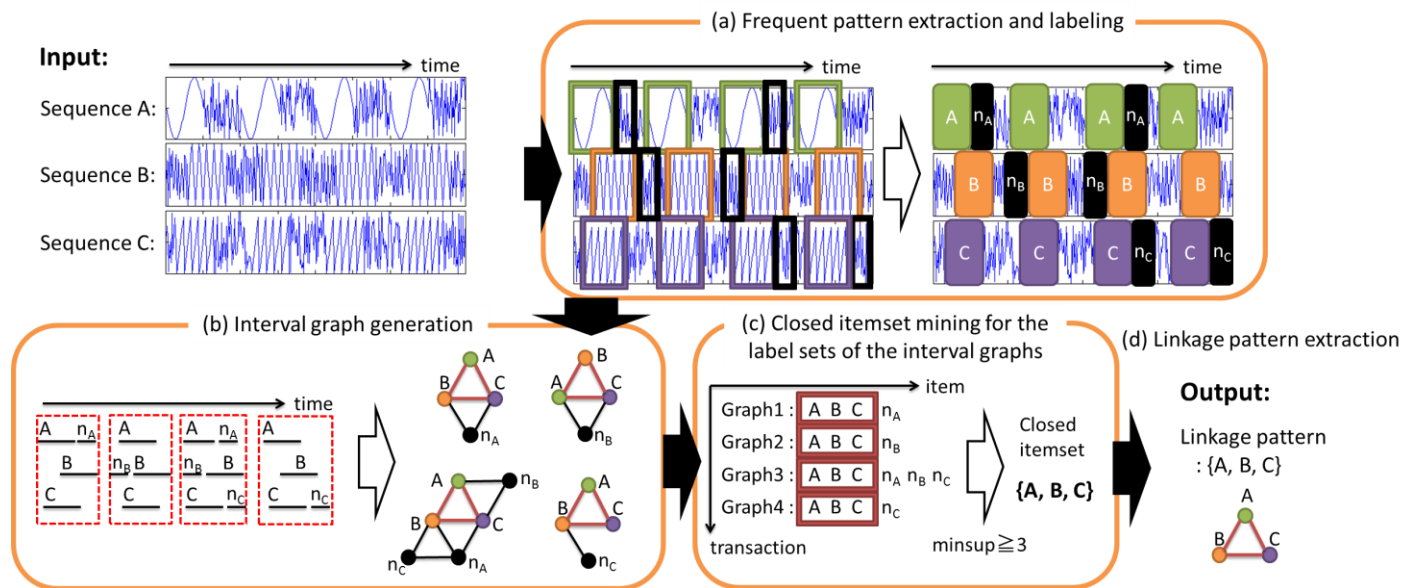 Input:
time
Sequence A:
Sequence B:
Sequence C:
(a) Frequent pattern extraction and labeling
time
time
A nA A A nA A
B nB B nB B B
C C C nC C nC
(b) Interval graph generation
time
A nA A A nA A
B nB B nB B B
C C C nC C nC
A
B C
nA
B
A C
nB
A nB
B C
nC nA
A
B C
nC
(c) Closed itemset mining for the
label sets of the interval graphs
item
Graph1 : A B C nA
Graph2 : A B C nB
Graph3 : A B C nA nB nC
Graph4 : A B C nC
transaction
Closed
itemset
{A, B, C}
minsup≧3
(d) Linkage pattern extraction
Output:
Linkage pattern
: {A, B, C}
A
B C